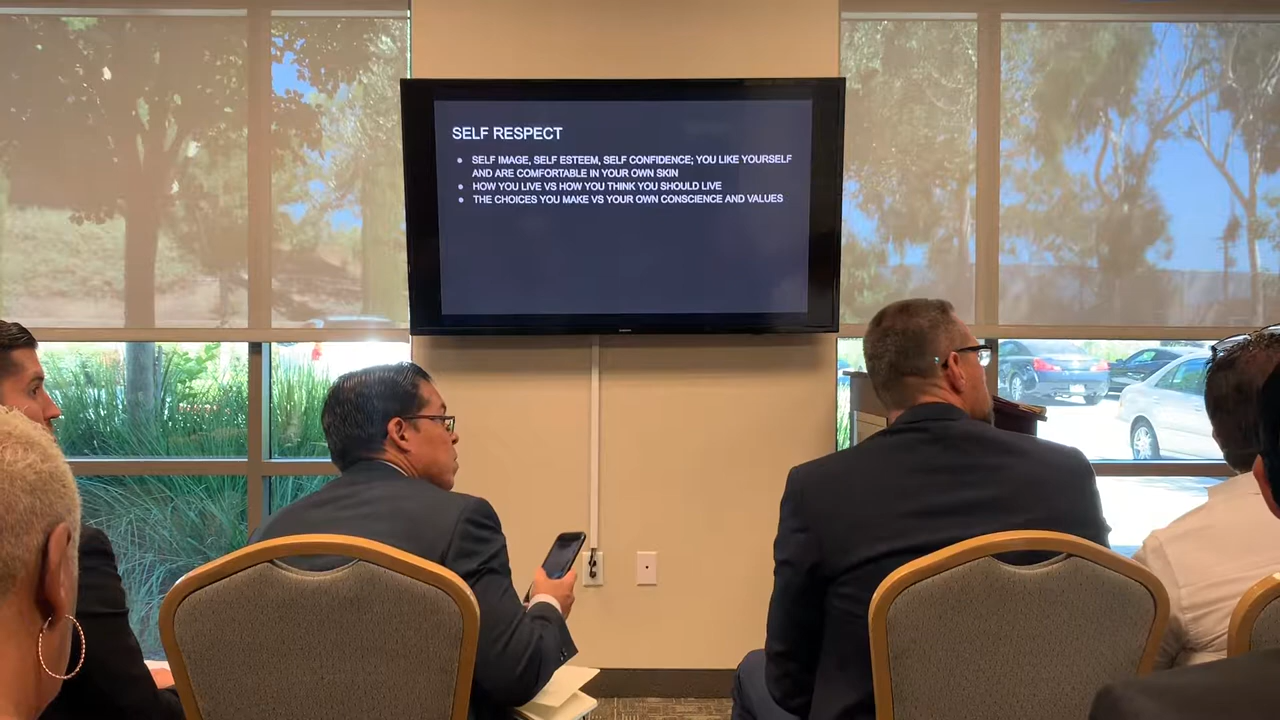 SELF RESPECT
● SELF IMAGE, SELF ESTEEM, SELF CONFIDENCE; YOU LIKE YOURSELF
AND ARE COMFORTABLE IN YOUR OWN SKIN
● HOW YOU LIVE VS HOW YOU THINK YOU SHOULD LIVE
● THE CHOICES YOU MAKE VS YOUR OWN CONSCIENCE AND VALUES